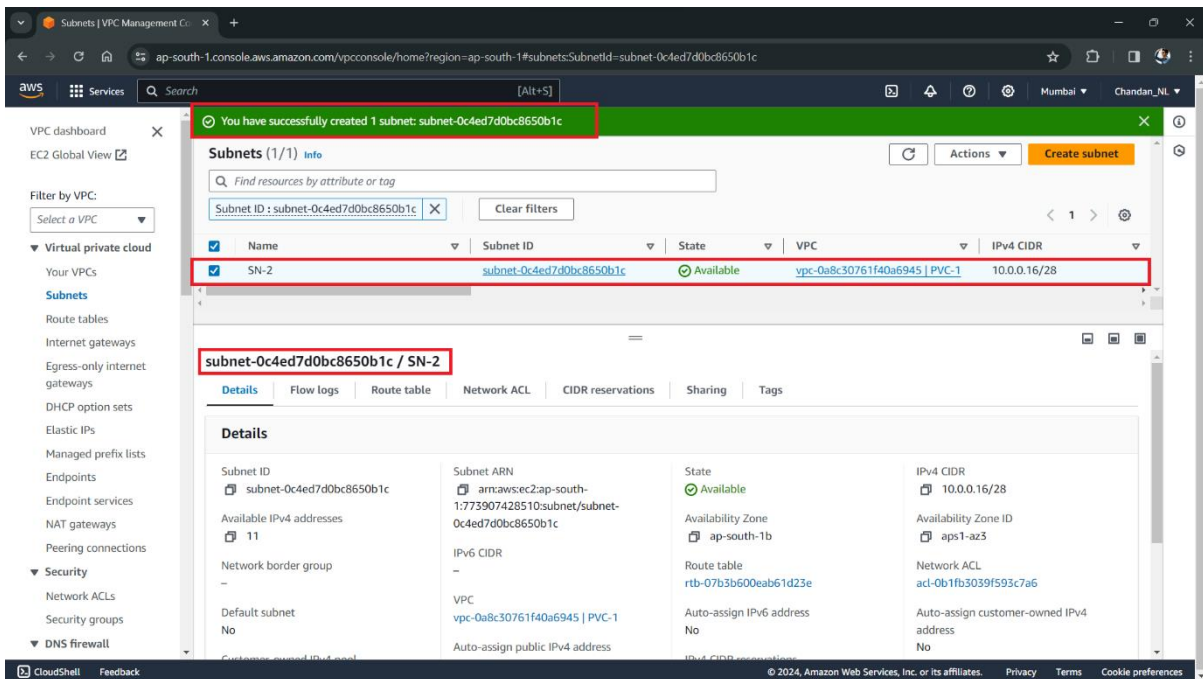 Subnets | VPC Management Co
ap-south-1.console.aws.amazon.com/vpcconsole/home?region=ap-south-1#subnets:SubnetId=subnet-0c4ed7d0bc8650b1c
aws Services Search [Alt+S] Mumbai Chandan_NL
VPC dashboard
EC2 Global View
Filter by VPC:
Select a VPC
Virtual private cloud
Your VPCs
Subnets
Route tables
Internet gateways
Egress-only internet
gateways
DHCP option sets
Elastic IPs
Managed prefix lists
Endpoints
Endpoint services
NAT gateways
Peering connections
Security
Network ACLs
Security groups
DNS firewall
You have successfully created 1 subnet: subnet-0c4ed7d0bc8650b1c
Subnets (1/1) Info
Actions
Create subnet
Find resources by attribute or tag
Subnet ID : subnet-0c4ed7d0bc8650b1c
Clear filters
1
Name Subnet ID State VPC IPv4 CIDR
SN-2 subnet-0c4ed7d0bc8650b1c Available vpc-0a8c30761f40a6945 | PVC-1 10.0.0.16/28
subnet-0c4ed7d0bc8650b1c / SN-2
Details Flow logs Route table Network ACL CIDR reservations Sharing Tags
Details
Subnet ID
subnet-0c4ed7d0bc8650b1c
Available IPv4 addresses
11
Network border group
–
Default subnet
No
Customer-owned IPv4 pool
Subnet ARN
arn:aws:ec2:ap-south-
1:773907428510:subnet/subnet-
0c4ed7d0bc8650b1c
IPv6 CIDR
–
VPC
vpc-0a8c30761f40a6945 | PVC-1
Auto-assign public IPv4 address
State
Available
Availability Zone
ap-south-1b
Route table
rtb-07b3b600eab61d23e
Auto-assign IPv6 address
No
IPv4 CIDR reservations
IPv4 CIDR
10.0.0.16/28
Availability Zone ID
aps1-az3
Network ACL
acl-0b1fb3039f593c7a6
Auto-assign customer-owned IPv4
address
No
CloudShell Feedback © 2024, Amazon Web Services, Inc. or its affiliates. Privacy Terms Cookie preferences